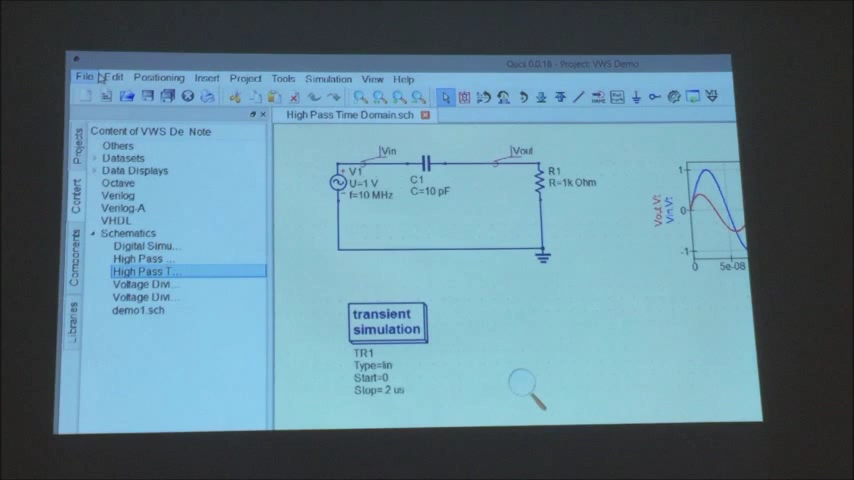 Qucs 0.0.18 - Project: VWS Demo
File Edit Positioning Insert Project Tools Simulation View Help
Content of VWS De Note
High Pass Time Domain.sch
Projects
Content
Components
Libraries
Others
Datasets
Data Displays
Octave
Verilog
Verilog-A
VHDL
Schematics
Digital Simu...
High Pass ...
High Pass T...
Voltage Divi...
Voltage Divi...
demo1.sch
Vin
Vout
V1
U=1 V
f=10 MHz
C1
C=10 pF
R1
R=1k Ohm
1
0
-1
0 5e-08
transient
simulation
TR1
Type=lin
Start=0
Stop= 2 us